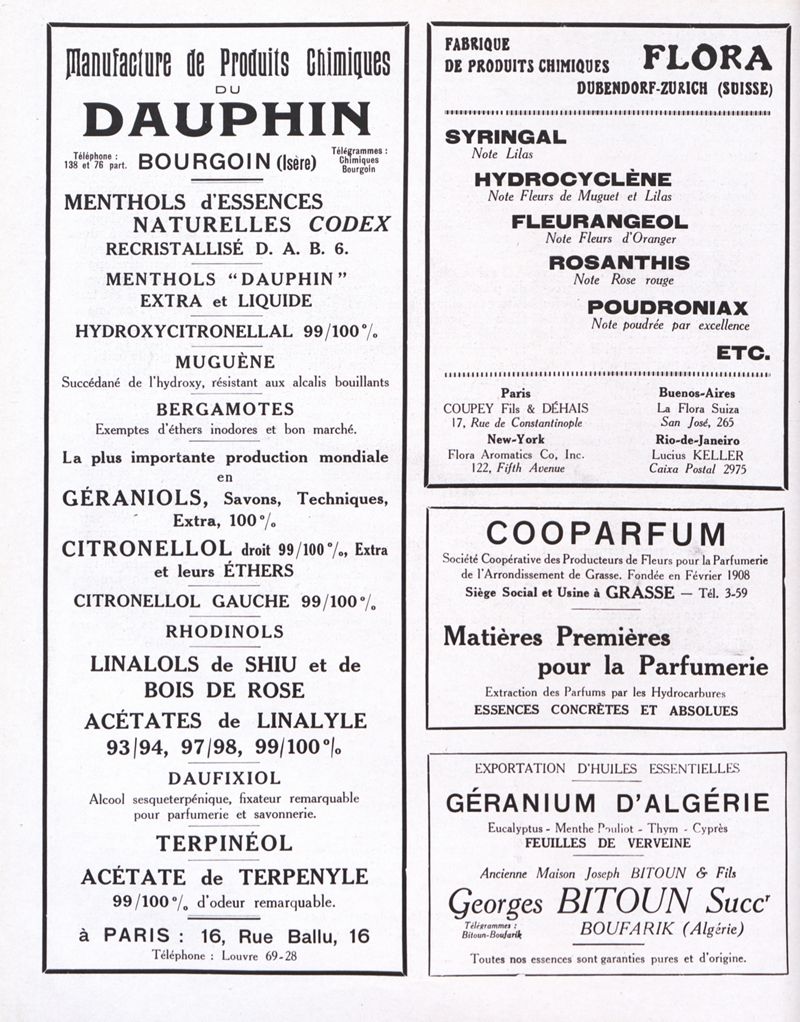 Manufacture de Produits Chimiques
DU
DAUPHIN
Téléphone :
138 et 76 part.
BOURGOIN (Isère)
Télégrammes :
Chimiques
Bourgoin
MENTHOLS d'ESSENCES
NATURELLES CODEX
RECRISTALLISÉ D. A. B. 6.
MENTHOLS "DAUPHIN"
EXTRA et LIQUIDE
HYDROXYCITRONELLAL 99/100 %
MUGUÈNE
Succédané de l'hydroxy, résistant aux alcalis bouillants
BERGAMOTES
Exemptes d'éthers inodores et bon marché.
La plus importante production mondiale
en
GÉRANIOLS, Savons, Techniques,
Extra, 100 %
CITRONELLOL droit 99/100 %, Extra
et leurs ÉTHERS
CITRONELLOL GAUCHE 99/100 %
RHODINOLS
LINALOLS de SHIU et de
BOIS DE ROSE
ACÉTATES de LINALYLE
93/94, 97/98, 99/100 %
DAUFIXIOL
Alcool sesqueterpénique, fixateur remarquable
pour parfumerie et savonnerie.
TERPINÉOL
ACÉTATE de TERPENYLE
99/100 % d'odeur remarquable.
à PARIS : 16, Rue Ballu, 16
Téléphone : Louvre 69-28
FABRIQUE
DE PRODUITS CHIMIQUES
FLORA
DUBENDORF-ZURICH (SUISSE)
SYRINGAL
Note Lilas
HYDROCYCLÈNE
Note Fleurs de Muguet et Lilas
FLEURANGEOL
Note Fleurs d'Oranger
ROSANTHIS
Note Rose rouge
POUDRONIAX
Note poudrée par excellence
ETC.
Paris
COUPEY Fils & DÉHAIS
17, Rue de Constantinople
New-York
Flora Aromatics Co, Inc.
122, Fifth Avenue
Buenos-Aires
La Flora Suiza
San José, 265
Rio-de-Janeiro
Lucius KELLER
Caixa Postal 2975
COOPARFUM
Société Coopérative des Producteurs de Fleurs pour la Parfumerie
de l'Arrondissement de Grasse. Fondée en Février 1908
Siège Social et Usine à GRASSE — Tél. 3-59
Matières Premières
pour la Parfumerie
Extraction des Parfums par les Hydrocarbures
ESSENCES CONCRÈTES ET ABSOLUES
EXPORTATION D'HUILES ESSENTIELLES
GÉRANIUM D'ALGÉRIE
Eucalyptus - Menthe Pouliot - Thym - Cyprès
FEUILLES DE VERVEINE
Ancienne Maison Joseph BITOUN & Fils
Georges BITOUN Succr
Télégrammes :
Bitoun-Boufarik
BOUFARIK (Algérie)
Toutes nos essences sont garanties pures et d'origine.